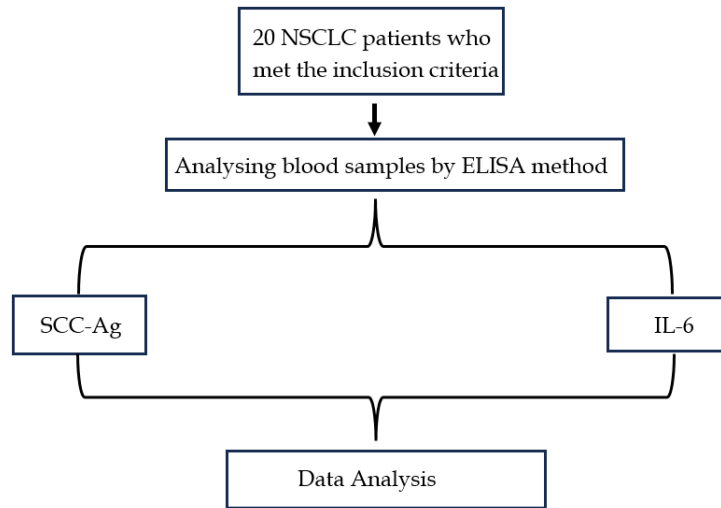 20 NSCLC patients who
met the inclusion criteria
Analysing blood samples by ELISA method
SCC-Ag
IL-6
Data Analysis